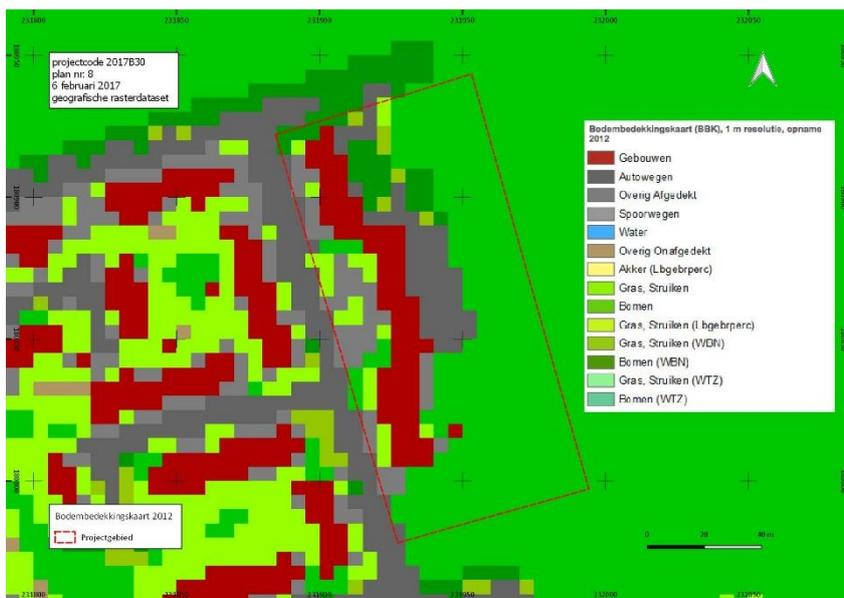 231800 231850 231900 231950 232000 232050
projectcode 2017B30
plan nr. 8
6 februari 2017
geografische rasterdataset
Bodembedekkingskaart (BBK), 1 m resolutie, opname
2012
Gebouwen
Autowegen
Overig Afgedekt
Spoorwegen
Water
Overig Onafgedekt
Akker (Lbgebrperc)
Gras, Struiken
Bomen
Gras, Struiken (Lbgebrperc)
Gras, Struiken (WBN)
Bomen (WBN)
Gras, Struiken (WTZ)
Bomen (WTZ)
Bodembedekkingskaart 2012
Projectgebied
0 20 40 m
231800 231850 231900 231950 232000 232050